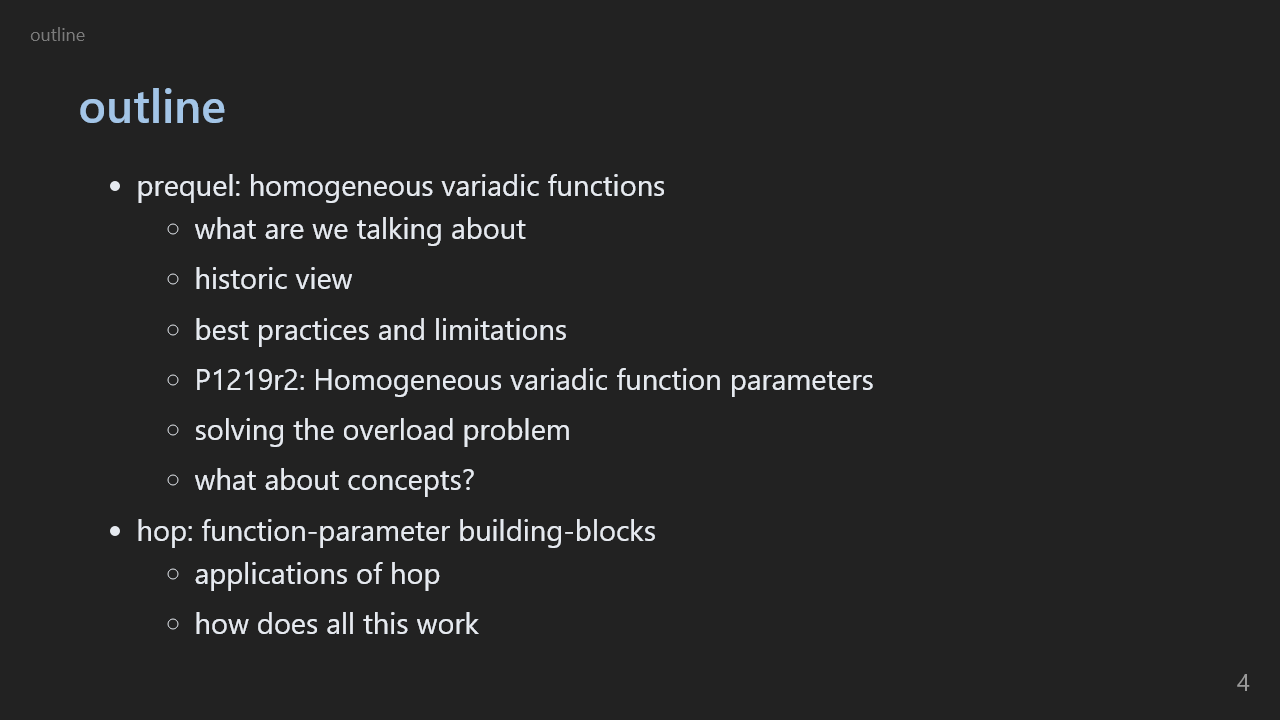 outline
outline
prequel: homogeneous variadic functions
what are we talking about
historic view
best practices and limitations
P1219r2: Homogeneous variadic function parameters
solving the overload problem
what about concepts?
hop: function-parameter building-blocks
applications of hop
how does all this work
4